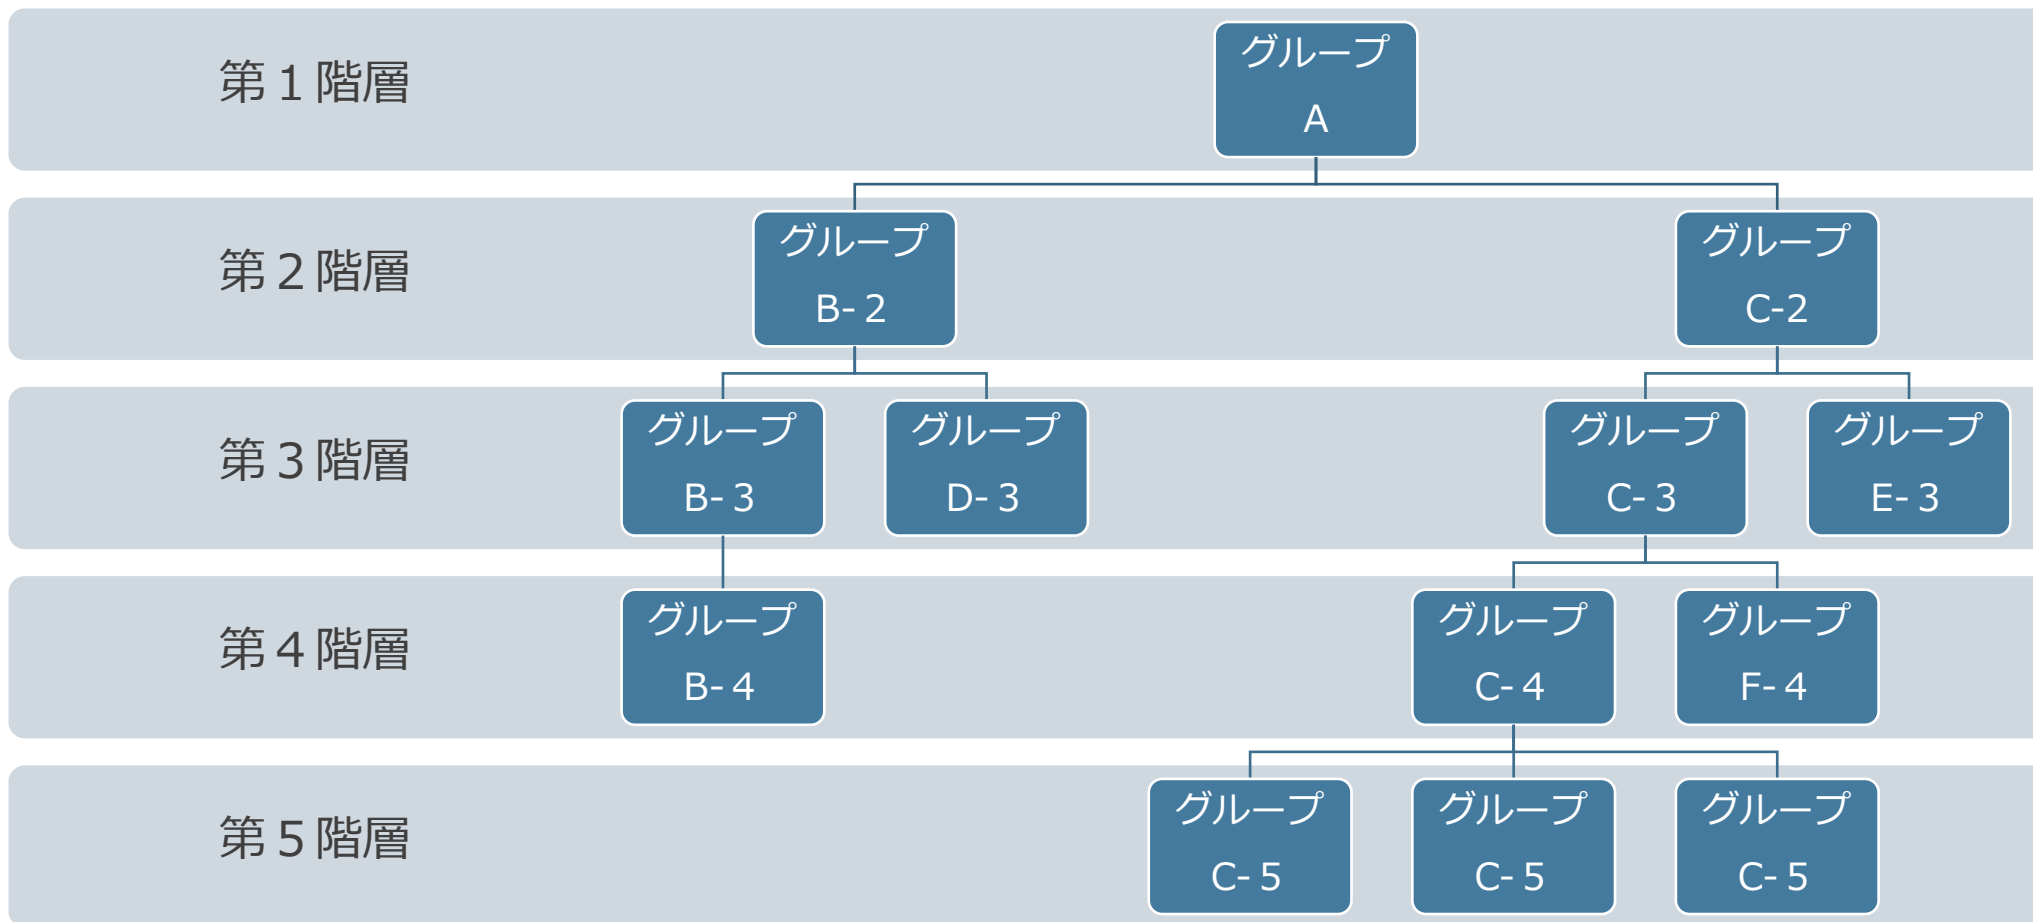 第１階層
グループ
A
第２階層
グループ
B-２
グループ
C-2
第３階層
グループ
B-３
グループ
D-３
グループ
C-３
グループ
E-３
第４階層
グループ
B-４
グループ
C-４
グループ
F-４
第５階層
グループ
C-５
グループ
C-５
グループ
C-５